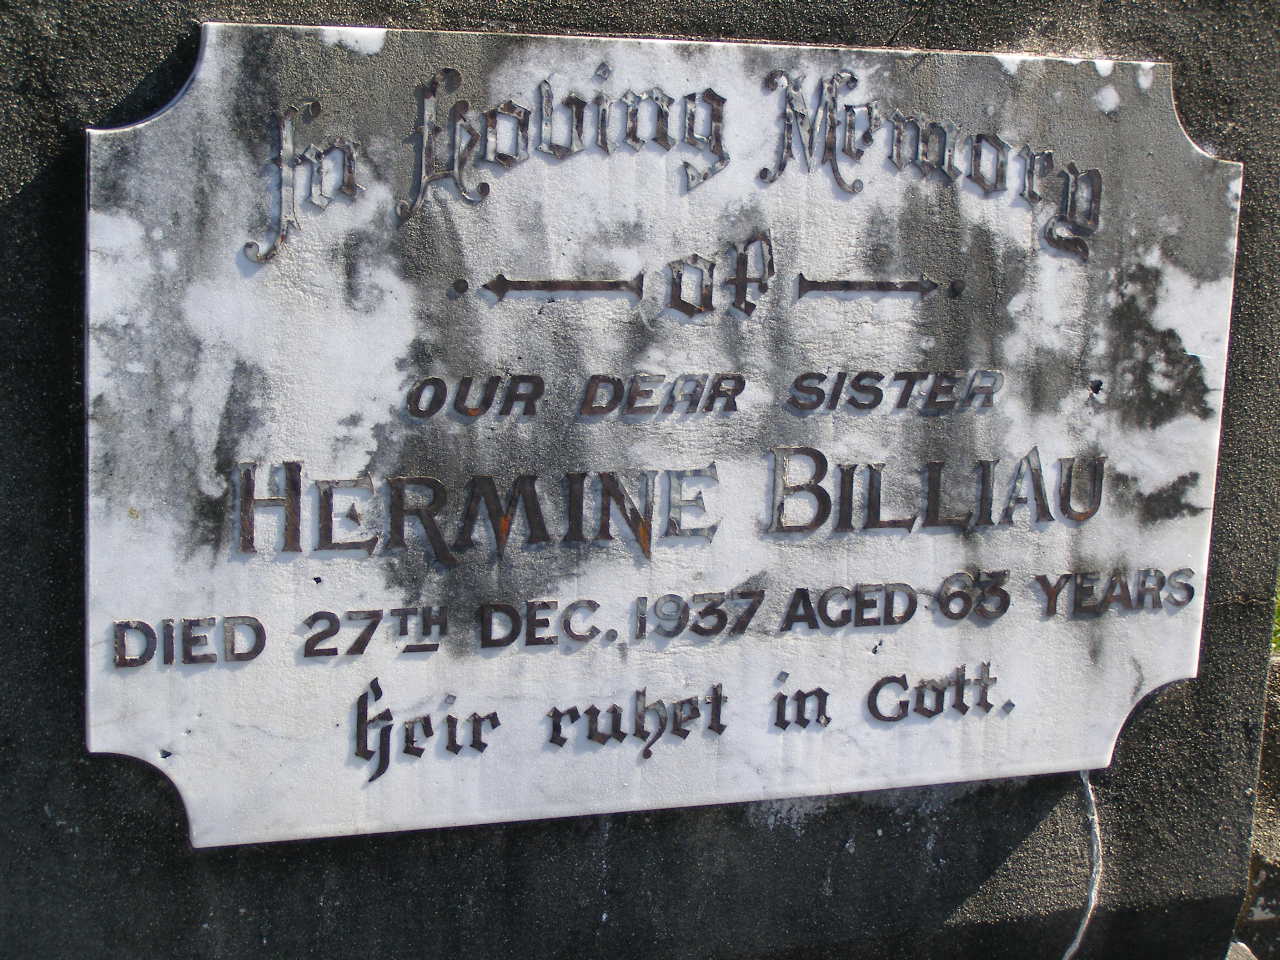 In Loving Memory
of
OUR DEAR SISTER
HERMINE BILLIAU
DIED 27TH DEC. 1937 AGED 63 YEARS
Heir ruhet in Gott.